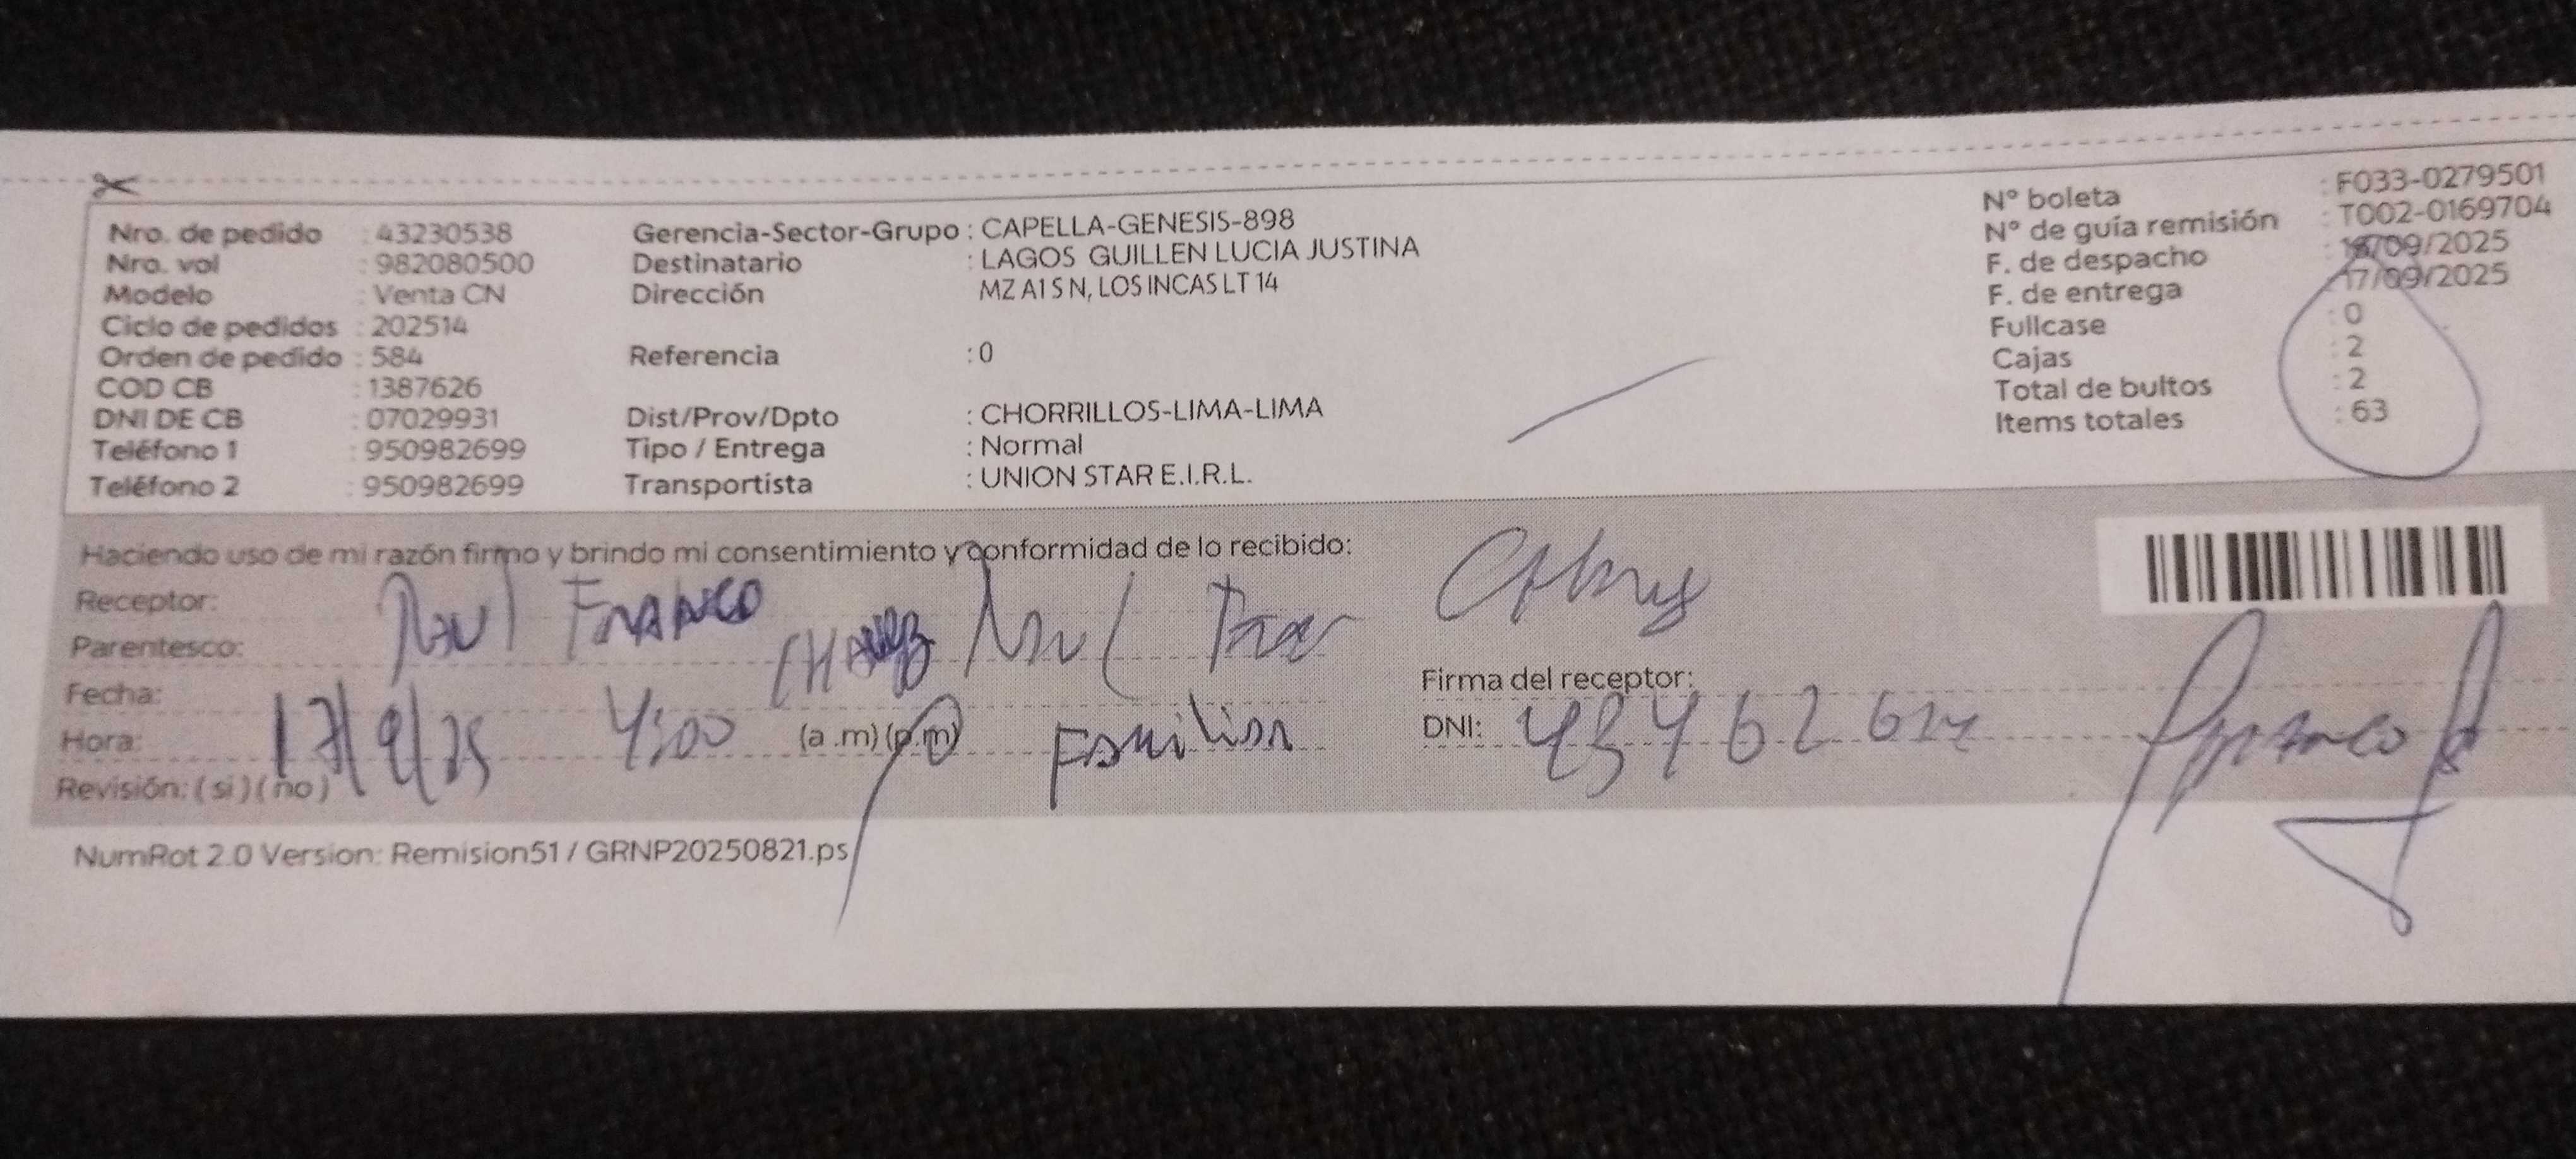 Nro. de pedido : 43230538
Nro. vol : 982080500
Modelo : Venta CN
Ciclo de pedidos : 202514
Orden de pedido : 584
COD CB : 1387626
DNI DE CB : 07029931
Teléfono 1 : 950982699
Teléfono 2 : 950982699
Gerencia-Sector-Grupo : CAPELLA-GENESIS-898
Destinatario : LAGOS GUILLEN LUCIA JUSTINA
Dirección MZ A1 S N, LOS INCAS LT 14
Referencia : 0
Dist/Prov/Dpto : CHORRILLOS-LIMA-LIMA
Tipo / Entrega : Normal
Transportista : UNION STAR E.I.R.L.
N° boleta : F033-0279501
N° de guía remisión : T002-0169704
F. de despacho : /09/2025
F. de entrega : 17/09/2025
Fullcase : 0
Cajas : 2
Total de bultos : 2
Items totales : 63
Haciendo uso de mi razón firmo y brindo mi consentimiento y conformidad de lo recibido:
Receptor: Raul FRANCO CHAVEZ
Parentesco:
Fecha: 17/9/25
Hora: 4:00 (a .m) (p.m) Familiar
Revisión: ( si ) ( no )
Firma del receptor:
DNI:
NumRot 2.0 Version: Remision51 / GRNP20250821.ps